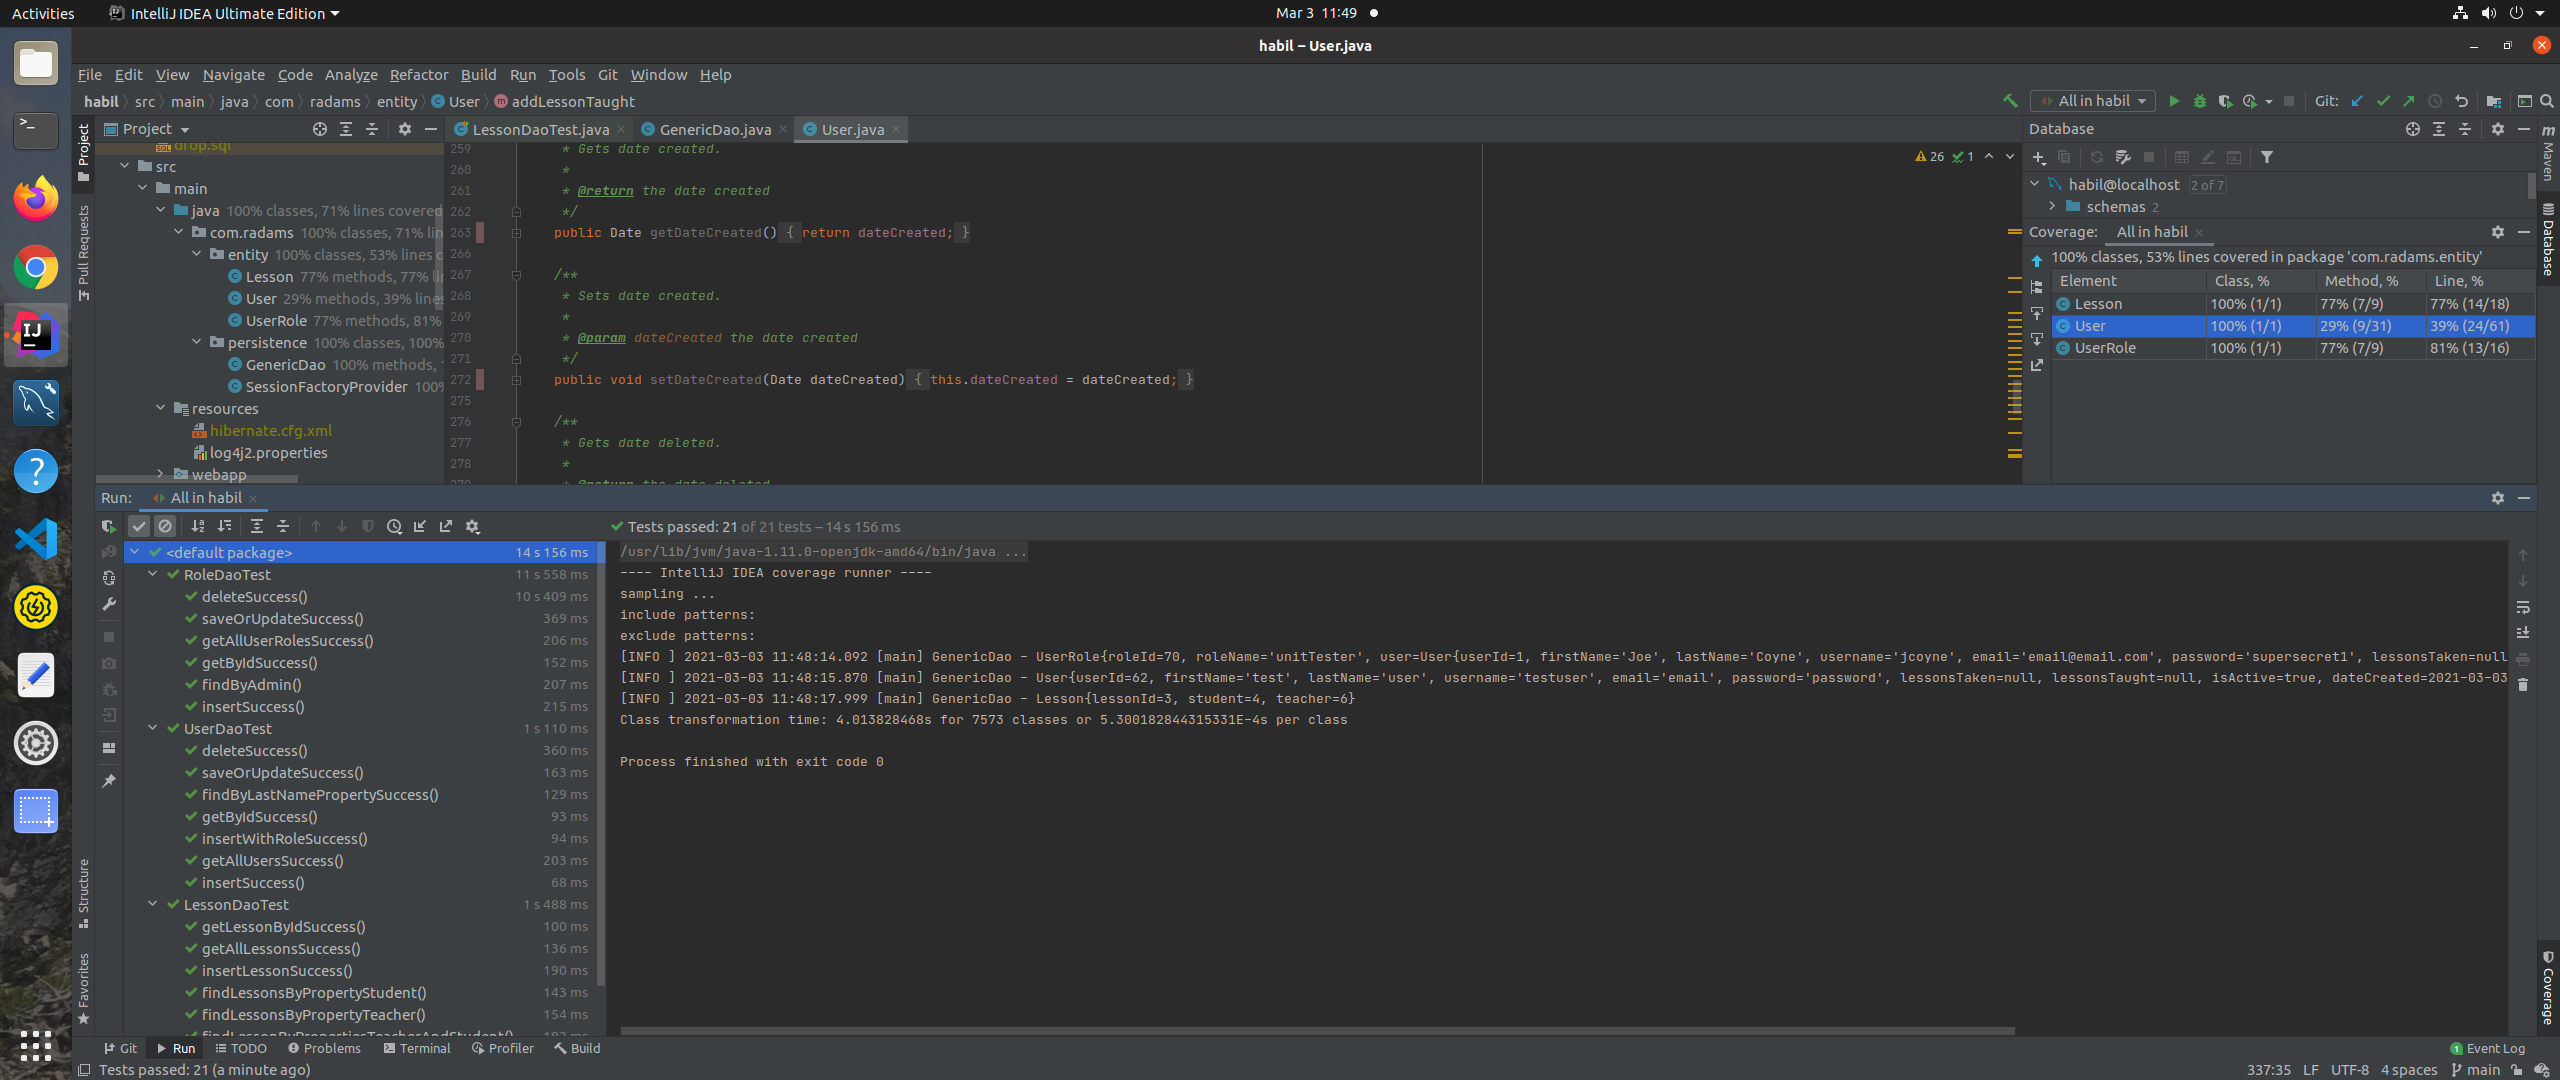 Activities IntelliJ IDEA Ultimate Edition Mar 3 11:49
habil – User.java
File Edit View Navigate Code Analyze Refactor Build Run Tools Git Window Help
habil src main java com radams entity User addLessonTaught All in habil Git:
Project LessonDaoTest.java GenericDao.java User.java Database
drop.sql
src
main
java 100% classes, 71% lines covered
com.radams 100% classes, 71% lin
entity 100% classes, 53% lines c
Lesson 77% methods, 77% li
User 29% methods, 39% lines
UserRole 77% methods, 81%
persistence 100% classes, 100%
GenericDao 100% methods,
SessionFactoryProvider 100%
resources
hibernate.cfg.xml
log4j2.properties
webapp
259 * Gets date created.
260 *
261 * @return the date created
262 */
263 public Date getDateCreated() { return dateCreated; }
266
267 /**
268 * Sets date created.
269 *
270 * @param dateCreated the date created
271 */
272 public void setDateCreated(Date dateCreated) { this.dateCreated = dateCreated; }
275
276 /**
277 * Gets date deleted.
278 *
279 * @return the date deleted
26 1
habil@localhost 2 of 7
schemas 2
Coverage: All in habil
100% classes, 53% lines covered in package 'com.radams.entity'
Element Class, % Method, % Line, %
Lesson 100% (1/1) 77% (7/9) 77% (14/18)
User 100% (1/1) 29% (9/31) 39% (24/61)
UserRole 100% (1/1) 77% (7/9) 81% (13/16)
Project
Pull Requests
Structure
Favorites
Maven
Database
Coverage
Run: All in habil
Tests passed: 21 of 21 tests – 14 s 156 ms
<default package> 14 s 156 ms
RoleDaoTest 11 s 558 ms
deleteSuccess() 10 s 409 ms
saveOrUpdateSuccess() 369 ms
getAllUserRolesSuccess() 206 ms
getByIdSuccess() 152 ms
findByAdmin() 207 ms
insertSuccess() 215 ms
UserDaoTest 1 s 110 ms
deleteSuccess() 360 ms
saveOrUpdateSuccess() 163 ms
findByLastNamePropertySuccess() 129 ms
getByIdSuccess() 93 ms
insertWithRoleSuccess() 94 ms
getAllUsersSuccess() 203 ms
insertSuccess() 68 ms
LessonDaoTest 1 s 488 ms
getLessonByIdSuccess() 100 ms
getAllLessonsSuccess() 136 ms
insertLessonSuccess() 190 ms
findLessonsByPropertyStudent() 143 ms
findLessonsByPropertyTeacher() 154 ms
findLessonByPropertiesTeacherAndStudent() 182 ms
/usr/lib/jvm/java-1.11.0-openjdk-amd64/bin/java ...
---- IntelliJ IDEA coverage runner ----
sampling ...
include patterns:
exclude patterns:
[INFO ] 2021-03-03 11:48:14.092 [main] GenericDao - UserRole{roleId=70, roleName='unitTester', user=User{userId=1, firstName='Joe', lastName='Coyne', username='jcoyne', email='email@email.com', password='supersecret1', lessonsTaken=null
[INFO ] 2021-03-03 11:48:15.870 [main] GenericDao - User{userId=62, firstName='test', lastName='user', username='testuser', email='email', password='password', lessonsTaken=null, lessonsTaught=null, isActive=true, dateCreated=2021-03-03
[INFO ] 2021-03-03 11:48:17.999 [main] GenericDao - Lesson{lessonId=3, student=4, teacher=6}
Class transformation time: 4.013828468s for 7573 classes or 5.300182844315331E-4s per class
Process finished with exit code 0
Git Run TODO Problems Terminal Profiler Build 1 Event Log
Tests passed: 21 (a minute ago) 337:35 LF UTF-8 4 spaces main